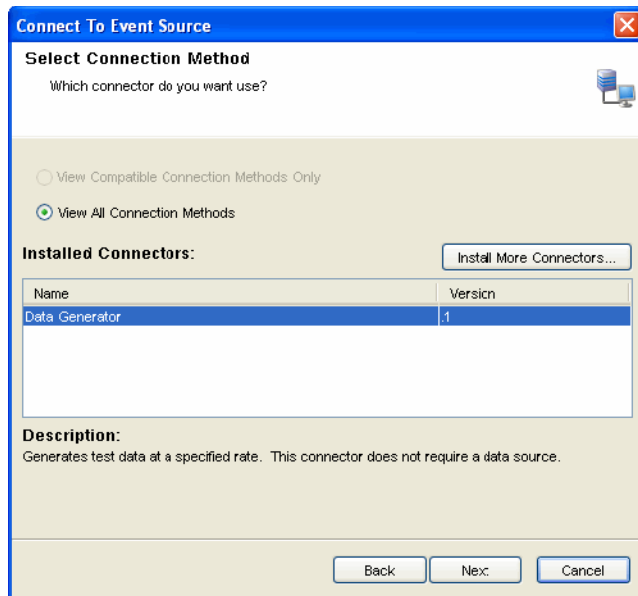 Connect To Event Source
Select Connection Method
Which connector do you want use?
View Compatible Connection Methods Only
View All Connection Methods
Installed Connectors:
Install More Connectors...
Name Version
Data Generator .1
Description:
Generates test data at a specified rate. This connector does not require a data source.
Back Next Cancel